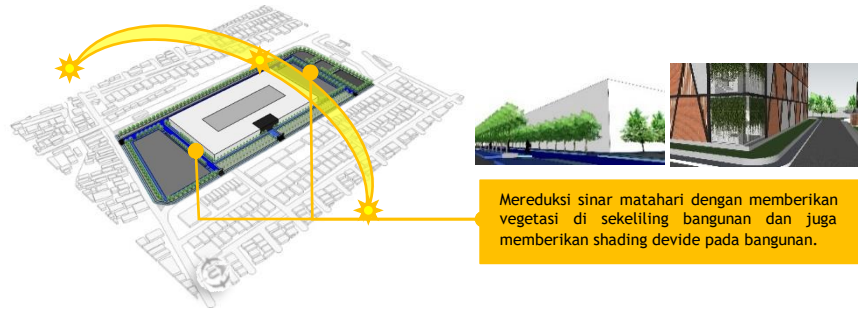 Mereduksi sinar matahari dengan memberikan
vegetasi di sekeliling bangunan dan juga
memberikan shading devide pada bangunan.